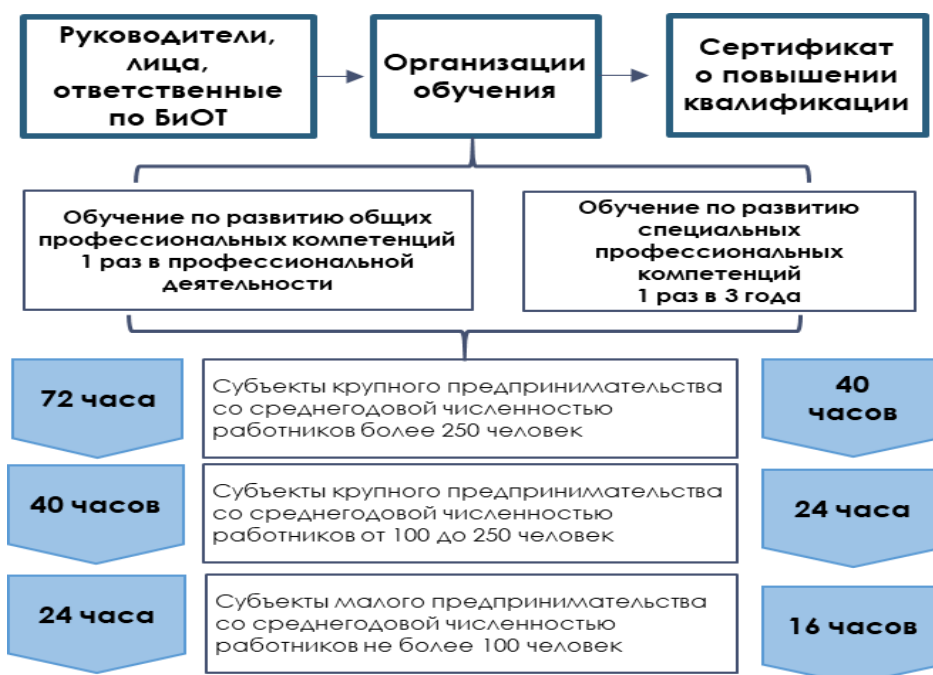 Руководители,
лица,
ответственные
по БиОТ
Организации
обучения
Сертификат
о повышении
квалификации
Обучение по развитию общих
профессиональных компетенций
1 раз в профессиональной
деятельности
Обучение по развитию
специальных
профессиональных
компетенций
1 раз в 3 года
72 часа
Субъекты крупного предпринимательства
со среднегодовой численностью
работников более 250 человек
40
часов
40 часов
Субъекты крупного предпринимательства
со среднегодовой численностью
работников от 100 до 250 человек
24 часа
24 часа
Субъекты малого предпринимательства
со среднегодовой численностью
работников не более 100 человек
16 часов